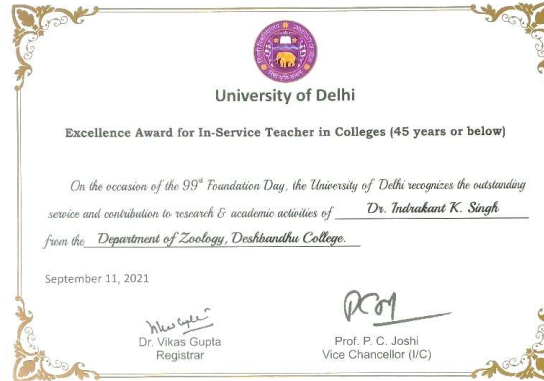 University of Delhi
Excellence Award for In-Service Teacher in Colleges (45 years or below)
On the occasion of the 99th Foundation Day, the University of Delhi recognizes the outstanding
service and contribution to research & academic activities of Dr. Indrakant K. Singh
from the Department of Zoology, Deshbandhu College.
September 11, 2021
Dr. Vikas Gupta
Registrar
Prof. P. C. Joshi
Vice Chancellor (I/C)